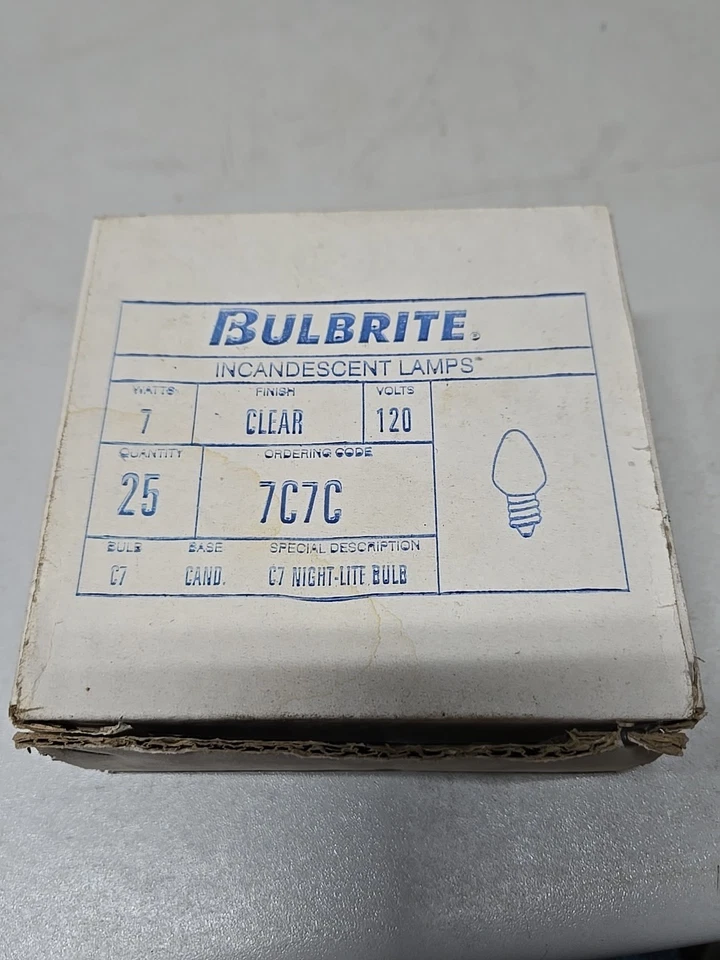 BULBRITE®
INCANDESCENT LAMPS
WATTS FINISH VOLTS
7 CLEAR 120
QUANTITY ORDERING CODE
25 7C7C
BULB BASE SPECIAL DESCRIPTION
C7 CAND. C7 NIGHT-LITE BULB